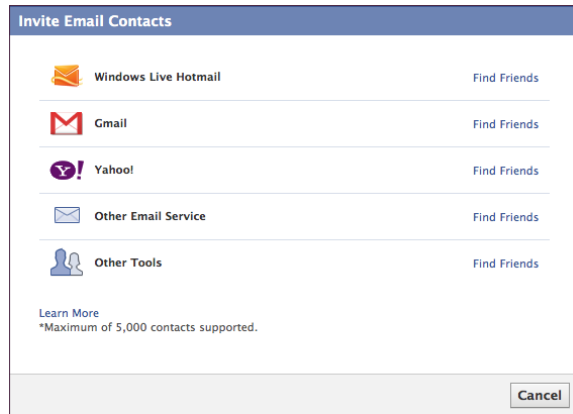 Invite Email Contacts
Windows Live Hotmail Find Friends
Gmail Find Friends
Y! Yahoo! Find Friends
Other Email Service Find Friends
Other Tools Find Friends
Learn More
*Maximum of 5,000 contacts supported.
Cancel